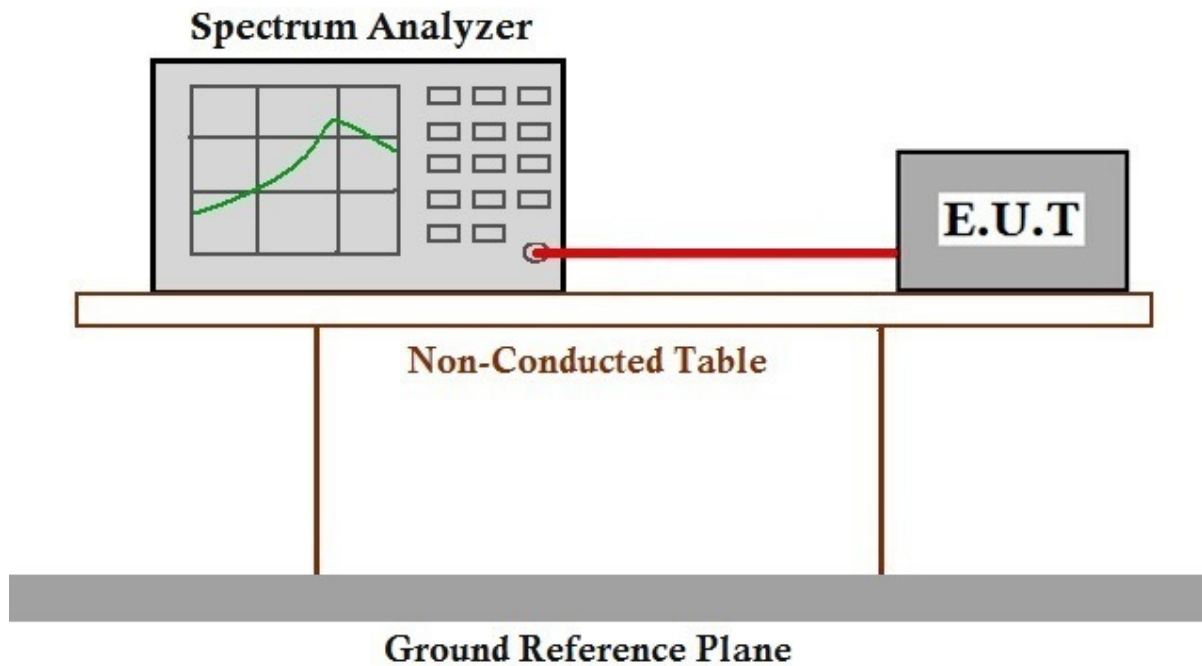 Spectrum Analyzer
E.U.T
Non-Conducted Table
Ground Reference Plane